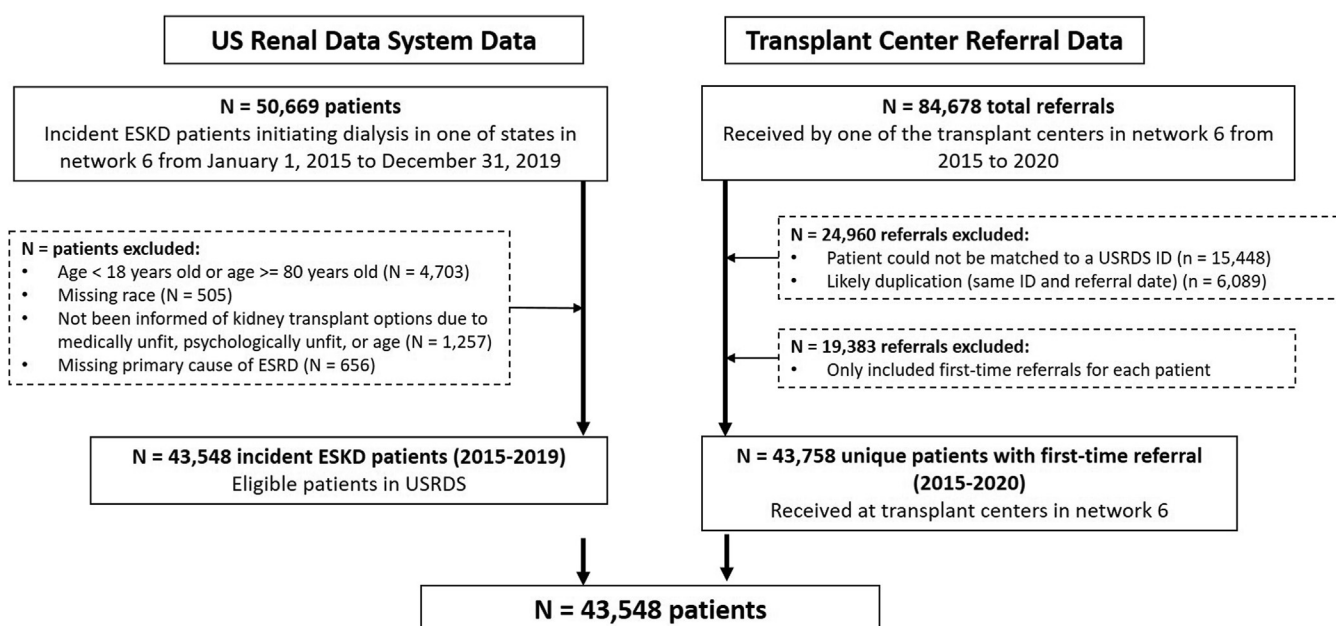 US Renal Data System Data
Transplant Center Referral Data
N = 50,669 patients
Incident ESKD patients initiating dialysis in one of states in
network 6 from January 1, 2015 to December 31, 2019
N = 84,678 total referrals
Received by one of the transplant centers in network 6 from
2015 to 2020
N = patients excluded:
• Age < 18 years old or age >= 80 years old (N = 4,703)
• Missing race (N = 505)
• Not been informed of kidney transplant options due to
medically unfit, psychologically unfit, or age (N = 1,257)
• Missing primary cause of ESRD (N = 656)
N = 24,960 referrals excluded:
• Patient could not be matched to a USRDS ID (n = 15,448)
• Likely duplication (same ID and referral date) (n = 6,089)
N = 19,383 referrals excluded:
• Only included first-time referrals for each patient
N = 43,548 incident ESKD patients (2015-2019)
Eligible patients in USRDS
N = 43,758 unique patients with first-time referral
(2015-2020)
Received at transplant centers in network 6
N = 43,548 patients